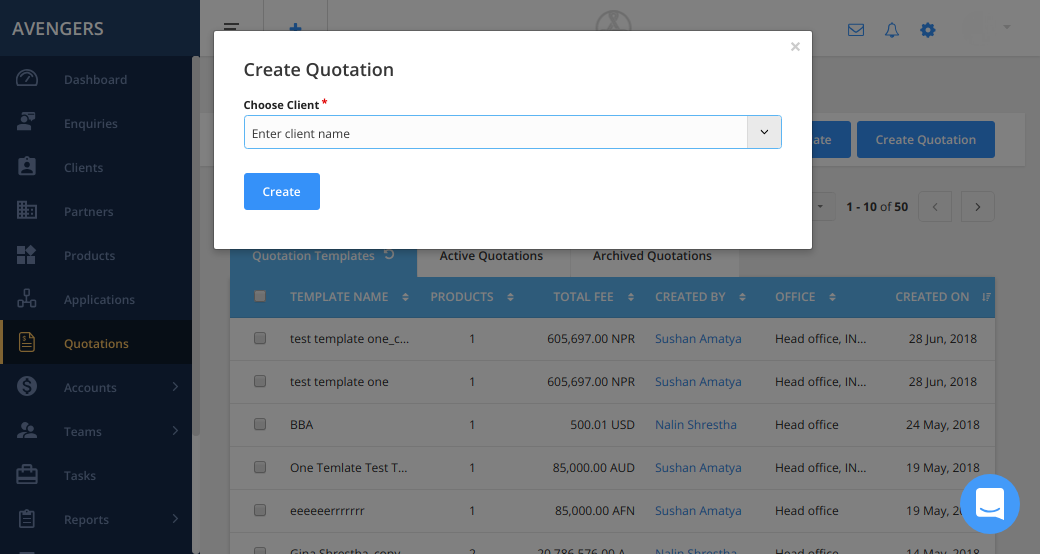 AVENGERS
Dashboard
Enquiries
Clients
Partners
Products
Applications
Quotations
Accounts
Teams
Tasks
Reports
×
Create Quotation
Choose Client *
Enter client name
Create
ate
Create Quotation
1 - 10 of 50
Quotation Templates
Active Quotations
Archived Quotations
TEMPLATE NAME PRODUCTS TOTAL FEE CREATED BY OFFICE CREATED ON
test template one_c... 1 605,697.00 NPR Sushan Amatya Head office, IN... 28 Jun, 2018
test template one 1 605,697.00 NPR Sushan Amatya Head office, IN... 28 Jun, 2018
BBA 1 500.01 USD Nalin Shrestha Head office 24 May, 2018
One Temlate Test T... 1 85,000.00 AUD Sushan Amatya Head office, IN... 19 May, 2018
eeeeeerrrrrrr 1 85,000.00 AFN Sushan Amatya Head office 19 May, 2018
Gina Shrestha_copy 2 20,786,576.00 A... Nalin Shrestha Head office 14 May